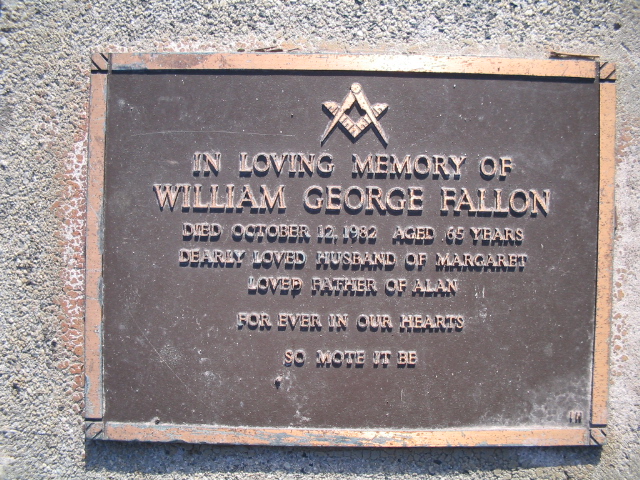 IN LOVING MEMORY OF
WILLIAM GEORGE FALLON
DIED OCTOBER 12, 1982 AGED 65 YEARS
DEARLY LOVED HUSBAND OF MARGARET
LOVED FATHER OF ALAN
FOR EVER IN OUR HEARTS
SO MOTE IT BE